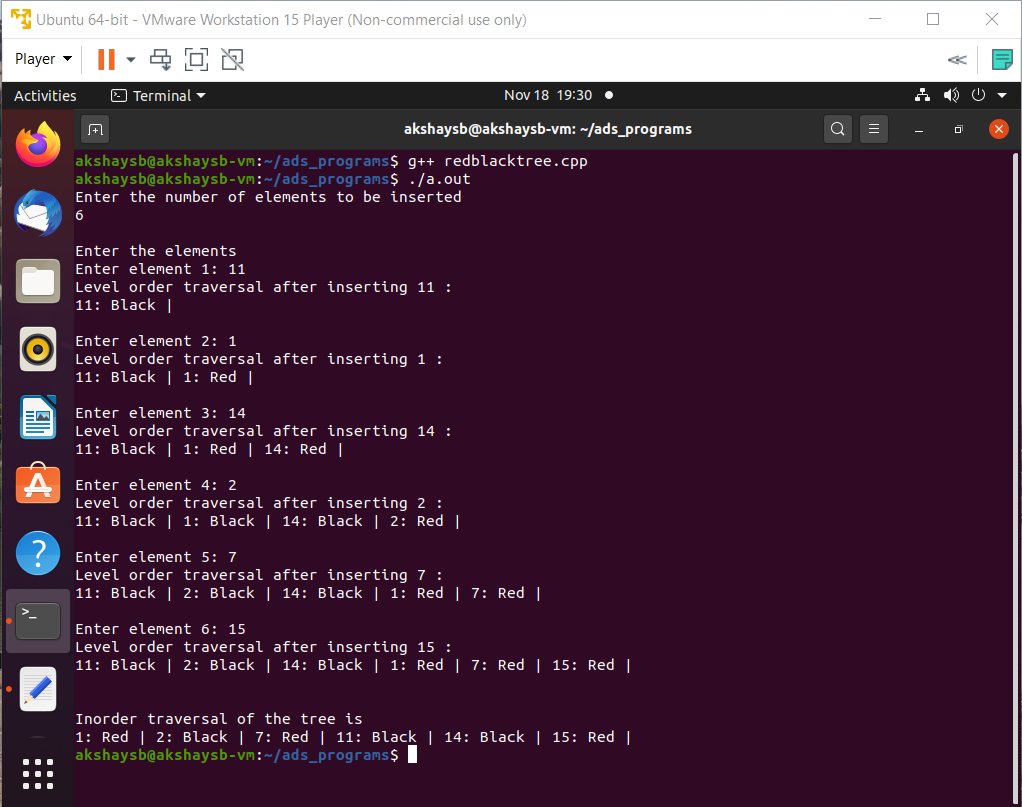 Ubuntu 64-bit - VMware Workstation 15 Player (Non-commercial use only)
Player
Activities
Terminal
Nov 18 19:30
akshaysb@akshaysb-vm: ~/ads_programs
akshaysb@akshaysb-vm:~/ads_programs$ g++ redblacktree.cpp
akshaysb@akshaysb-vm:~/ads_programs$ ./a.out
Enter the number of elements to be inserted
6
Enter the elements
Enter element 1: 11
Level order traversal after inserting 11 :
11: Black |
Enter element 2: 1
Level order traversal after inserting 1 :
11: Black | 1: Red |
Enter element 3: 14
Level order traversal after inserting 14 :
11: Black | 1: Red | 14: Red |
Enter element 4: 2
Level order traversal after inserting 2 :
11: Black | 1: Black | 14: Black | 2: Red |
Enter element 5: 7
Level order traversal after inserting 7 :
11: Black | 2: Black | 14: Black | 1: Red | 7: Red |
Enter element 6: 15
Level order traversal after inserting 15 :
11: Black | 2: Black | 14: Black | 1: Red | 7: Red | 15: Red |
Inorder traversal of the tree is
1: Red | 2: Black | 7: Red | 11: Black | 14: Black | 15: Red |
akshaysb@akshaysb-vm:~/ads_programs$